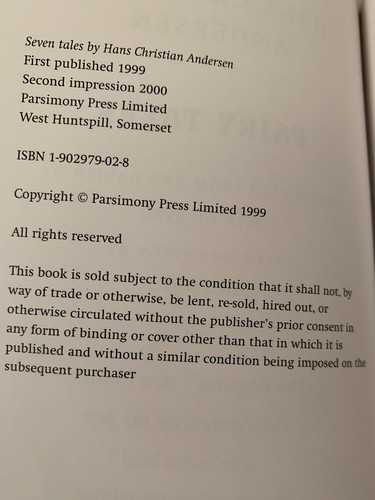 Seven tales by Hans Christian Andersen
First published 1999
Second impression 2000
Parsimony Press Limited
West Huntspill, Somerset
ISBN 1-902979-02-8
Copyright © Parsimony Press Limited 1999
All rights reserved
This book is sold subject to the condition that it shall not, by
way of trade or otherwise, be lent, re-sold, hired out, or
otherwise circulated without the publisher's prior consent in
any form of binding or cover other than that in which it is
published and without a similar condition being imposed on the
subsequent purchaser